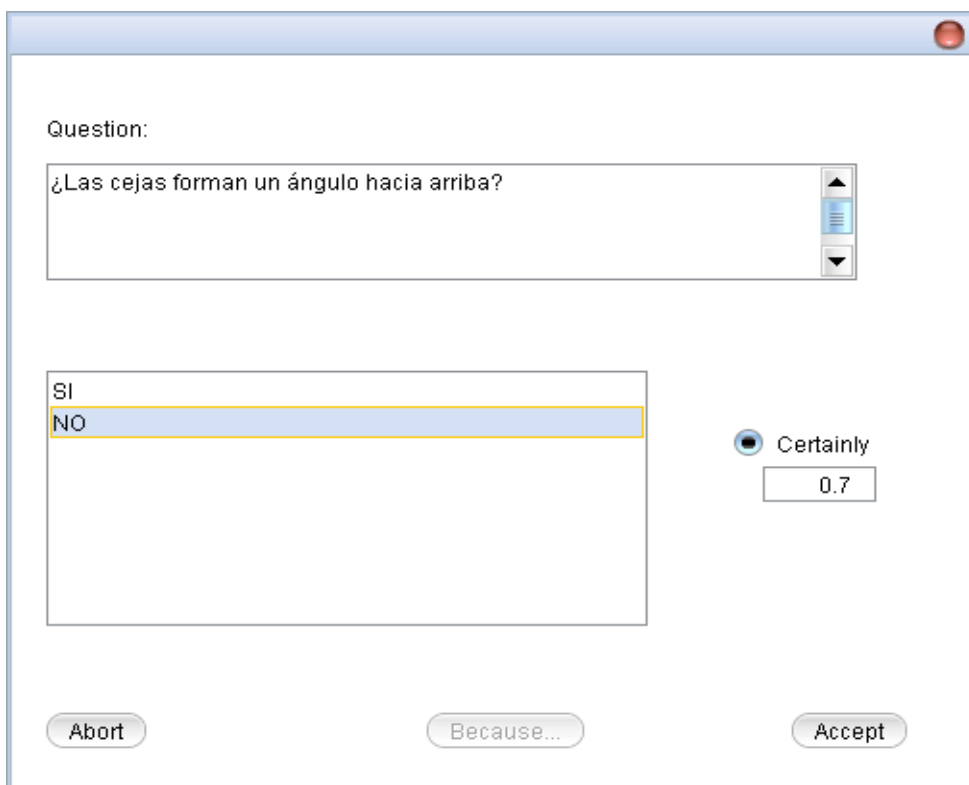 Question:
¿Las cejas forman un ángulo hacia arriba?
SI
NO
Certainly
0.7
Abort
Because...
Accept